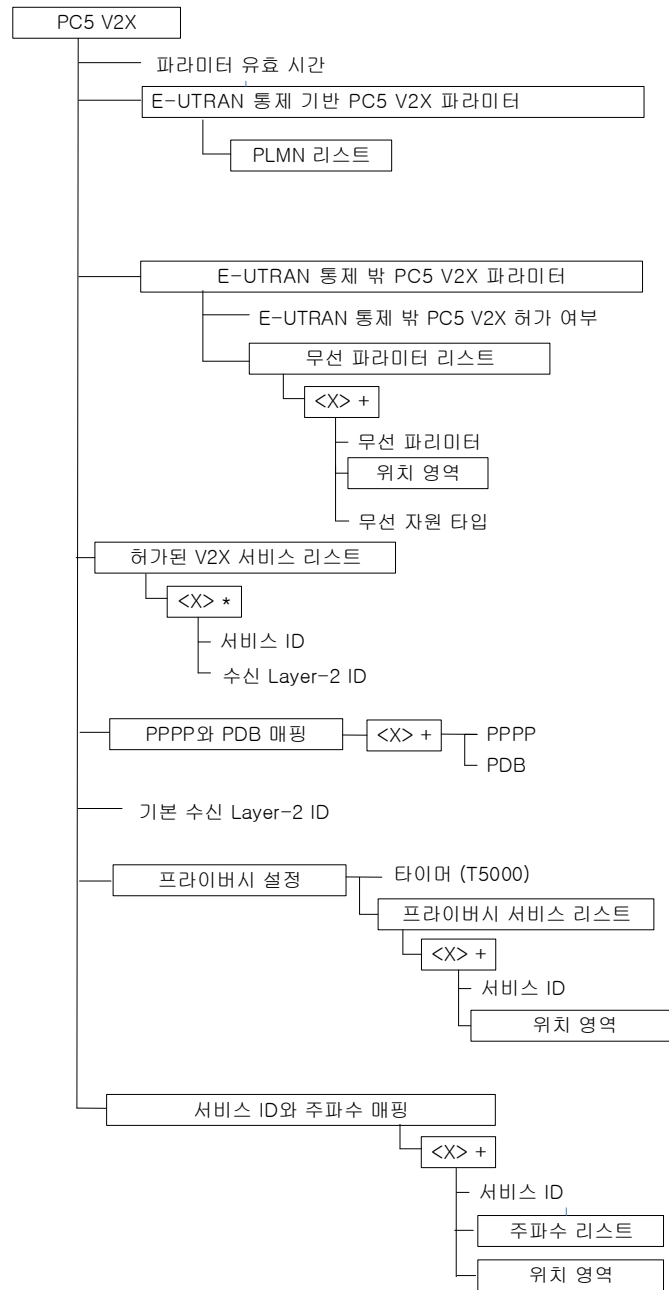 PC5 V2X
파라미터 유효 시간
E-UTRAN 통제 기반 PC5 V2X 파라미터
PLMN 리스트
E-UTRAN 통제 밖 PC5 V2X 파라미터
E-UTRAN 통제 밖 PC5 V2X 허가 여부
무선 파라미터 리스트
<X> +
무선 파리미터
위치 영역
무선 자원 타입
허가된 V2X 서비스 리스트
<X> *
서비스 ID
수신 Layer-2 ID
PPPP와 PDB 매핑
<X> +
PPPP
PDB
기본 수신 Layer-2 ID
프라이버시 설정
타이머 (T5000)
프라이버시 서비스 리스트
<X> +
서비스 ID
위치 영역
서비스 ID와 주파수 매핑
<X> +
서비스 ID
주파수 리스트
위치 영역